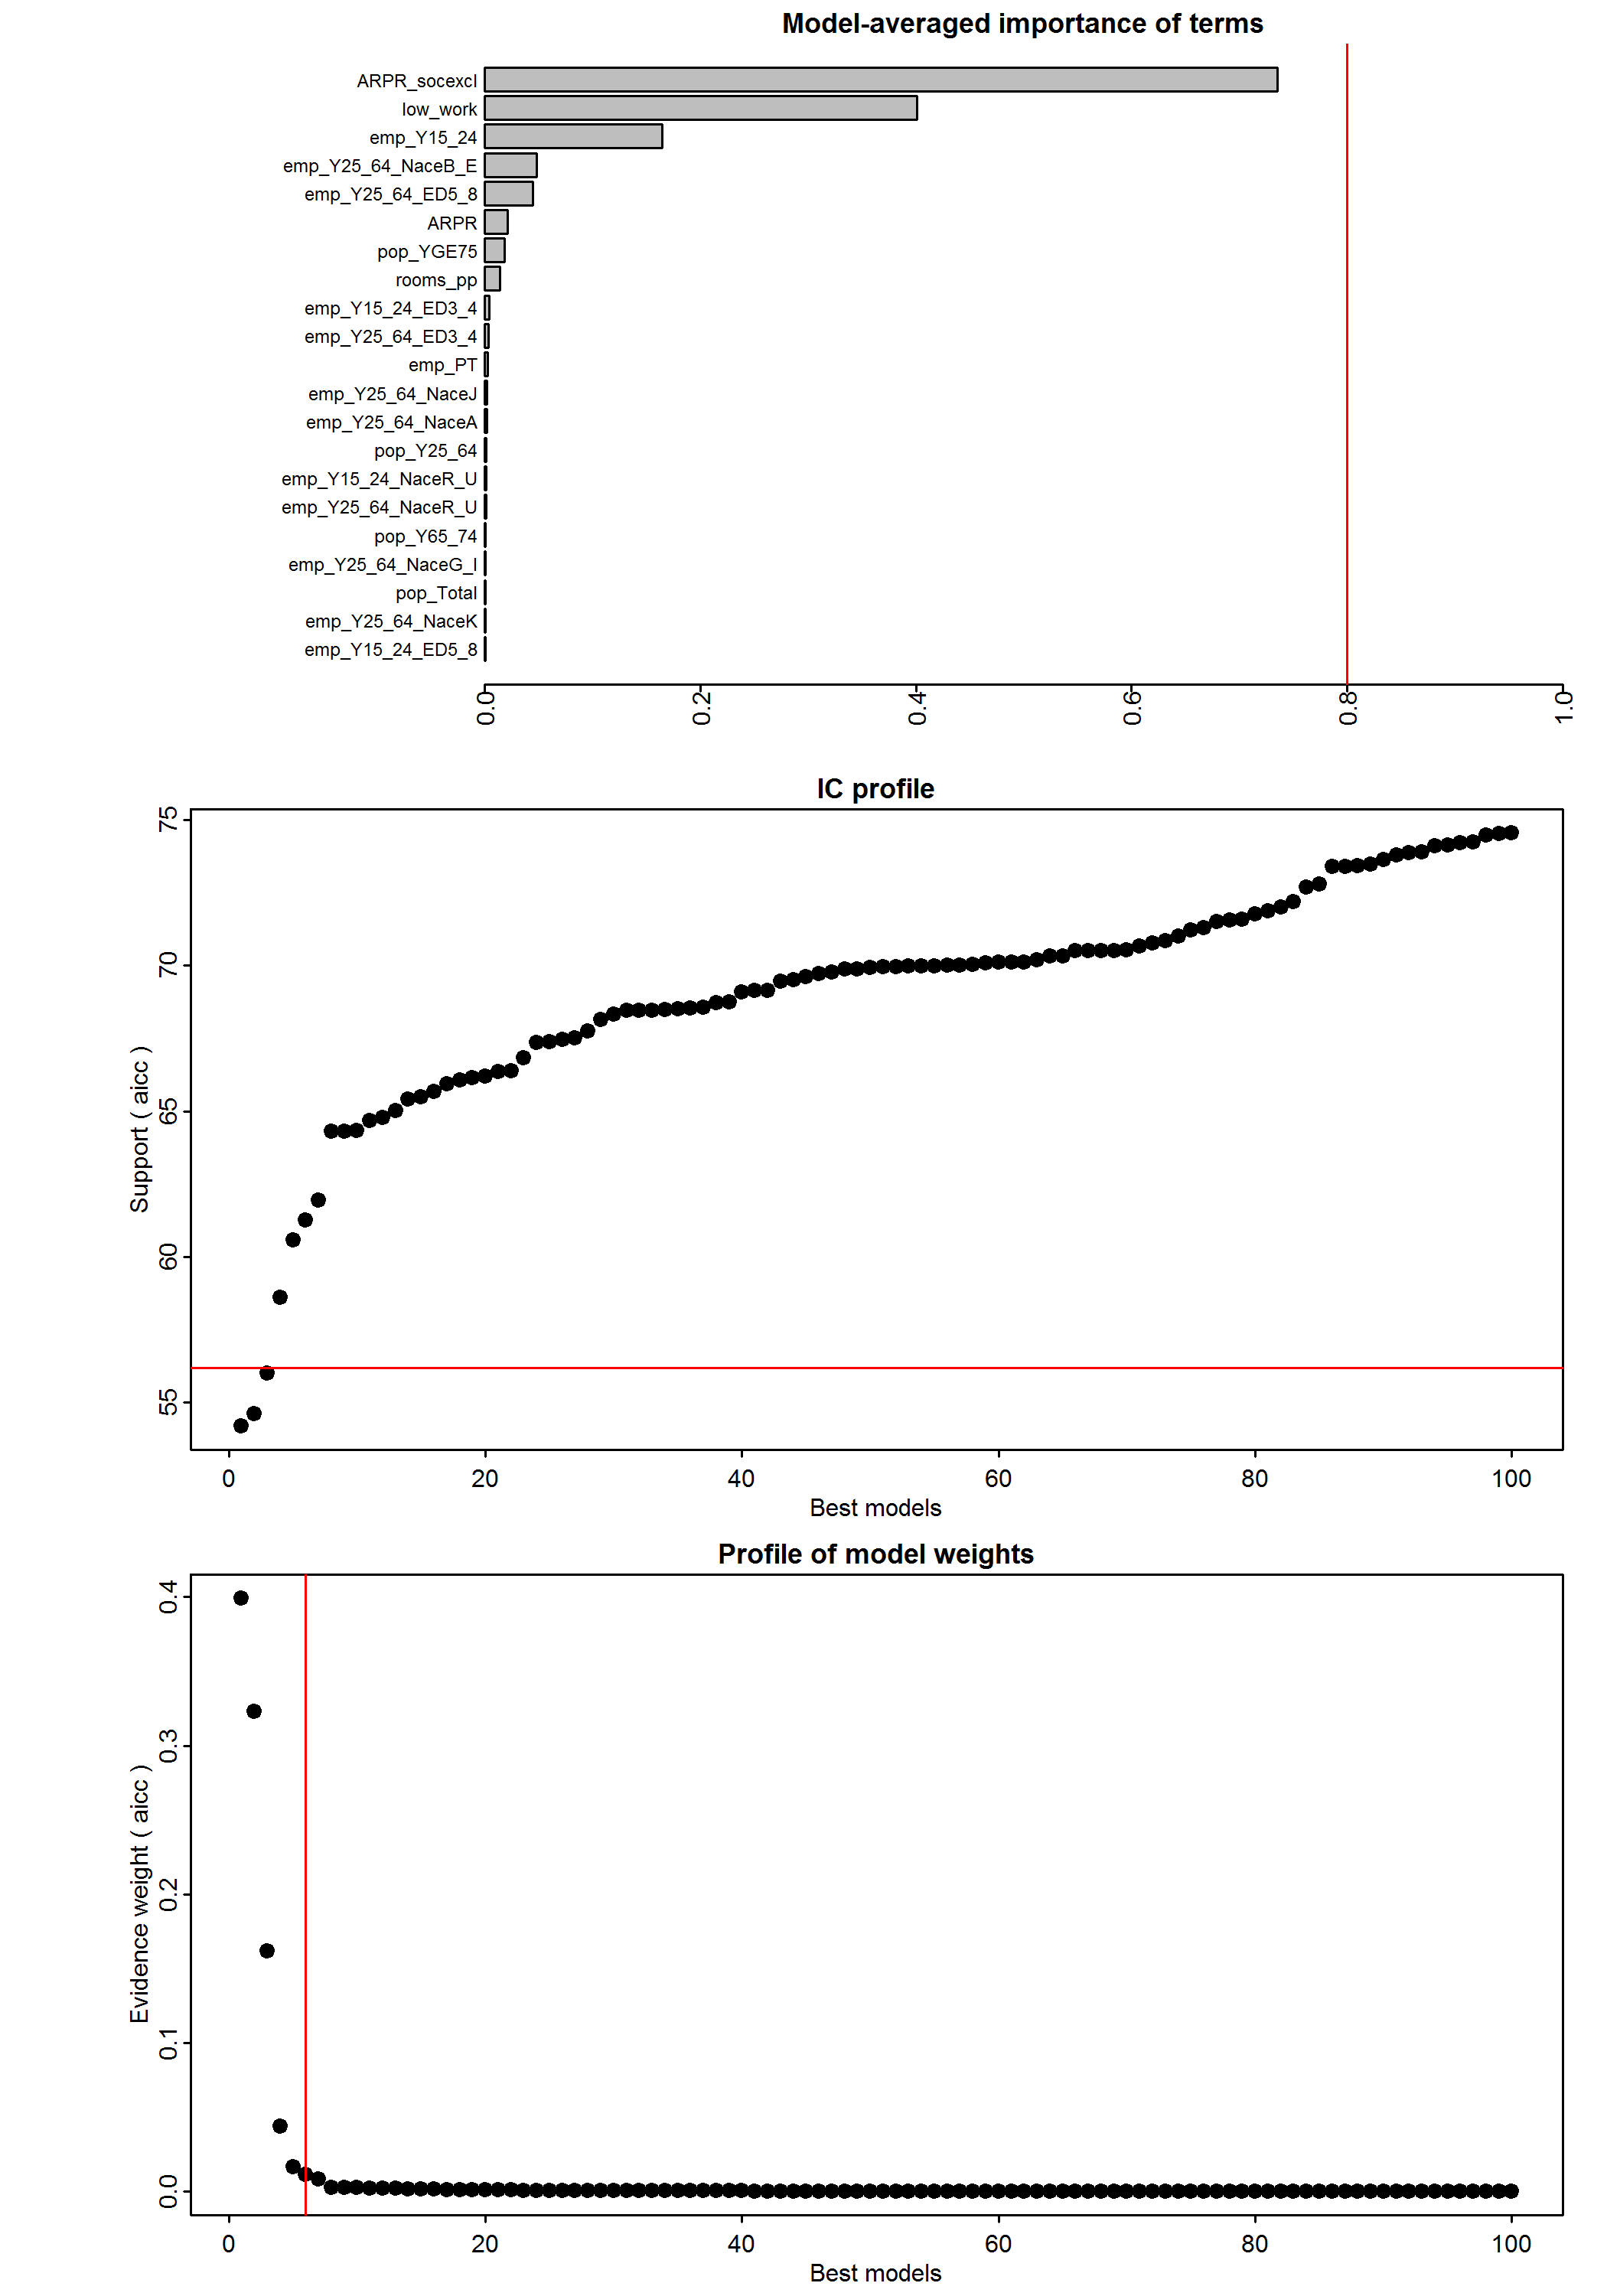 Model-averaged importance of terms
ARPR_socexcl
low_work
emp_Y15_24
emp_Y25_64_NaceB_E
emp_Y25_64_ED5_8
ARPR
pop_YGE75
rooms_pp
emp_Y15_24_ED3_4
emp_Y25_64_ED3_4
emp_PT
emp_Y25_64_NaceJ
emp_Y25_64_NaceA
pop_Y25_64
emp_Y15_24_NaceR_U
emp_Y25_64_NaceR_U
pop_Y65_74
emp_Y25_64_NaceG_I
pop_Total
emp_Y25_64_NaceK
emp_Y15_24_ED5_8
0.0 0.2 0.4 0.6 0.8 1.0
IC profile
Support ( aicc )
75
70
65
60
55
0 20 40 60 80 100
Best models
Profile of model weights
Evidence weight ( aicc )
0.4
0.3
0.2
0.1
0.0
0 20 40 60 80 100
Best models